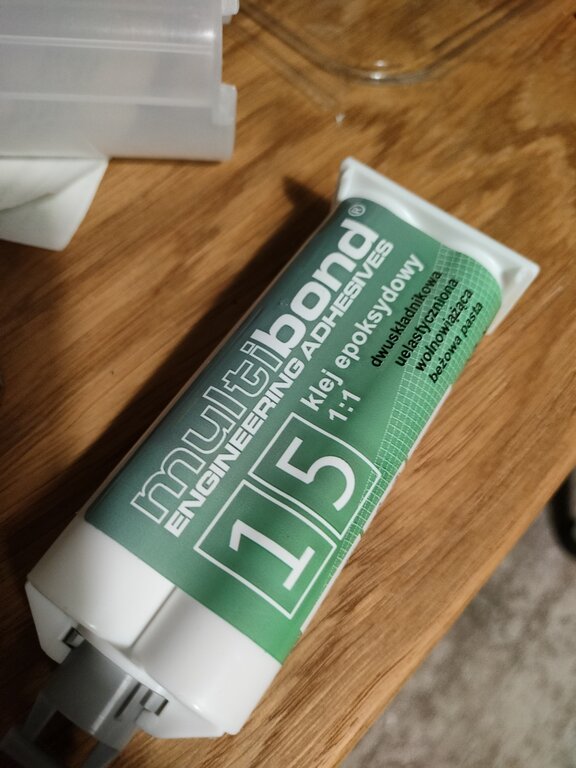 multibond®
ENGINEERING ADHESIVES
klej epoksydowy
1:1
dwuskładnikowa
uelastyczniona
wolnowiążąca
beżowa pasta
15